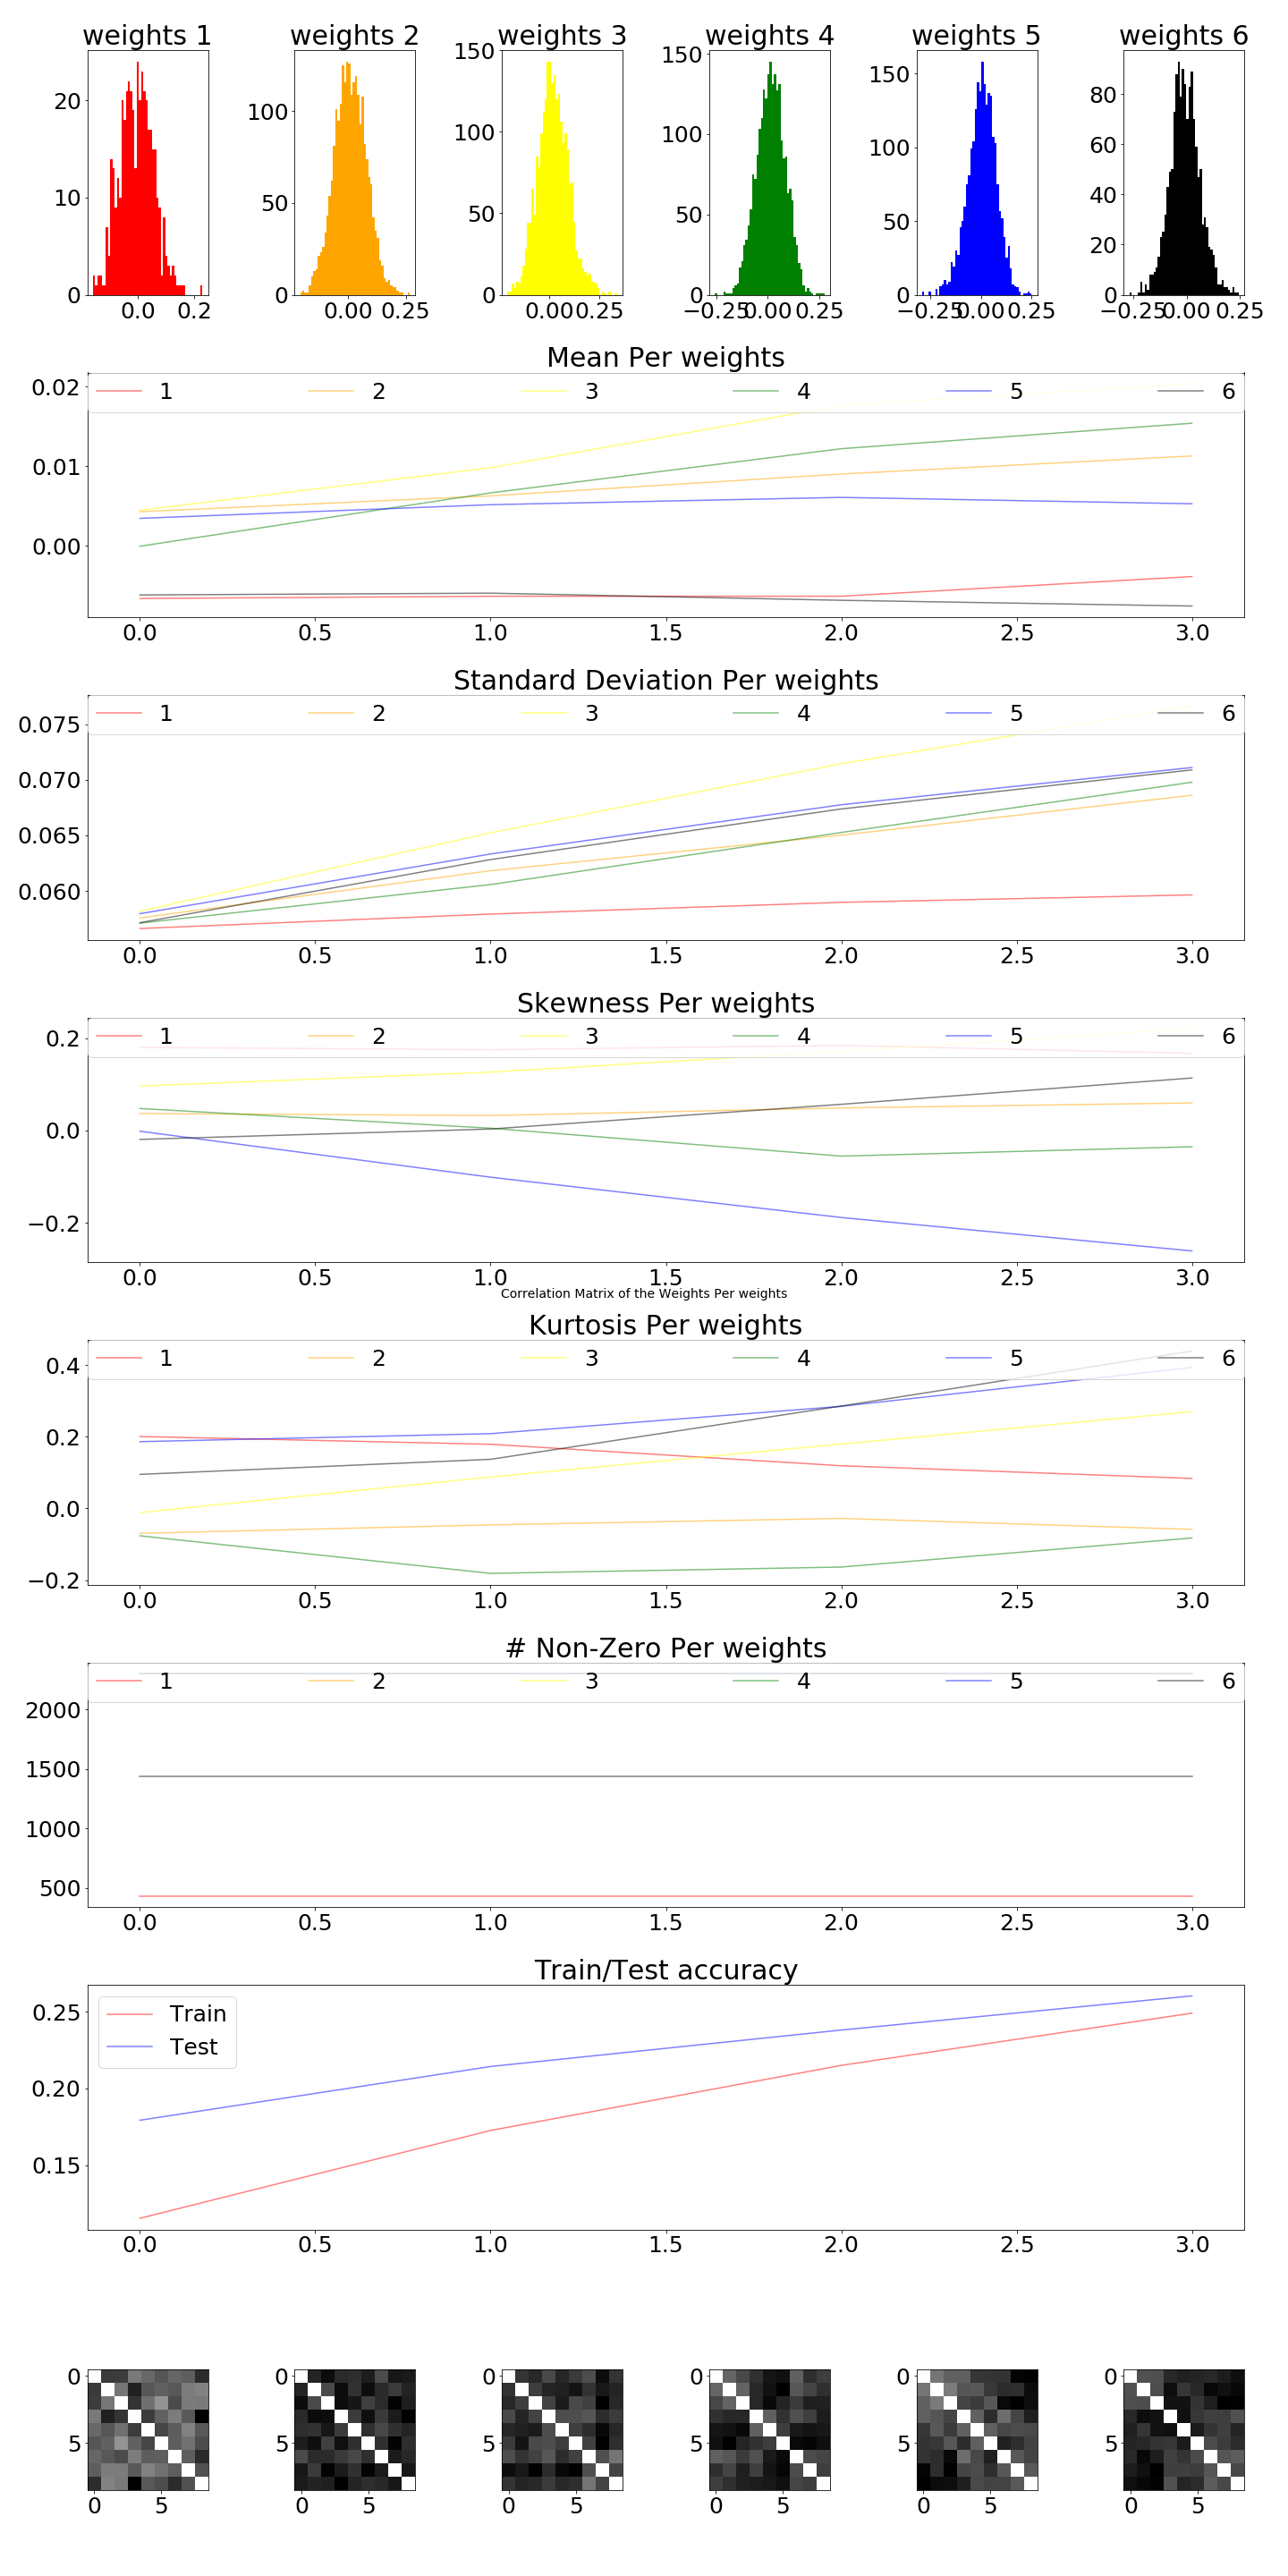 weights 1 weights 2 weights 3 weights 4 weights 5 weights 6
20
10
0
0.0 0.2
100
50
0
0.00 0.25
150
100
50
0
0.00 0.25
150
100
50
0
−0.25 0.00 0.25
150
100
50
0
−0.25 0.00 0.25
80
60
40
20
0
−0.25 0.00 0.25
Mean Per weights
1 2 3 4 5 6
0.02
0.01
0.00
0.0 0.5 1.0 1.5 2.0 2.5 3.0
Standard Deviation Per weights
1 2 3 4 5 6
0.075
0.070
0.065
0.060
0.0 0.5 1.0 1.5 2.0 2.5 3.0
Skewness Per weights
1 2 3 4 5 6
0.2
0.0
−0.2
0.0 0.5 1.0 1.5 2.0 2.5 3.0
Correlation Matrix of the Weights Per weights
Kurtosis Per weights
1 2 3 4 5 6
0.4
0.2
0.0
−0.2
0.0 0.5 1.0 1.5 2.0 2.5 3.0
# Non-Zero Per weights
1 2 3 4 5 6
2000
1500
1000
500
0.0 0.5 1.0 1.5 2.0 2.5 3.0
Train/Test accuracy
Train
Test
0.25
0.20
0.15
0.0 0.5 1.0 1.5 2.0 2.5 3.0
0 0 0 0 0 0
5 5 5 5 5 5
0 5 0 5 0 5 0 5 0 5 0 5